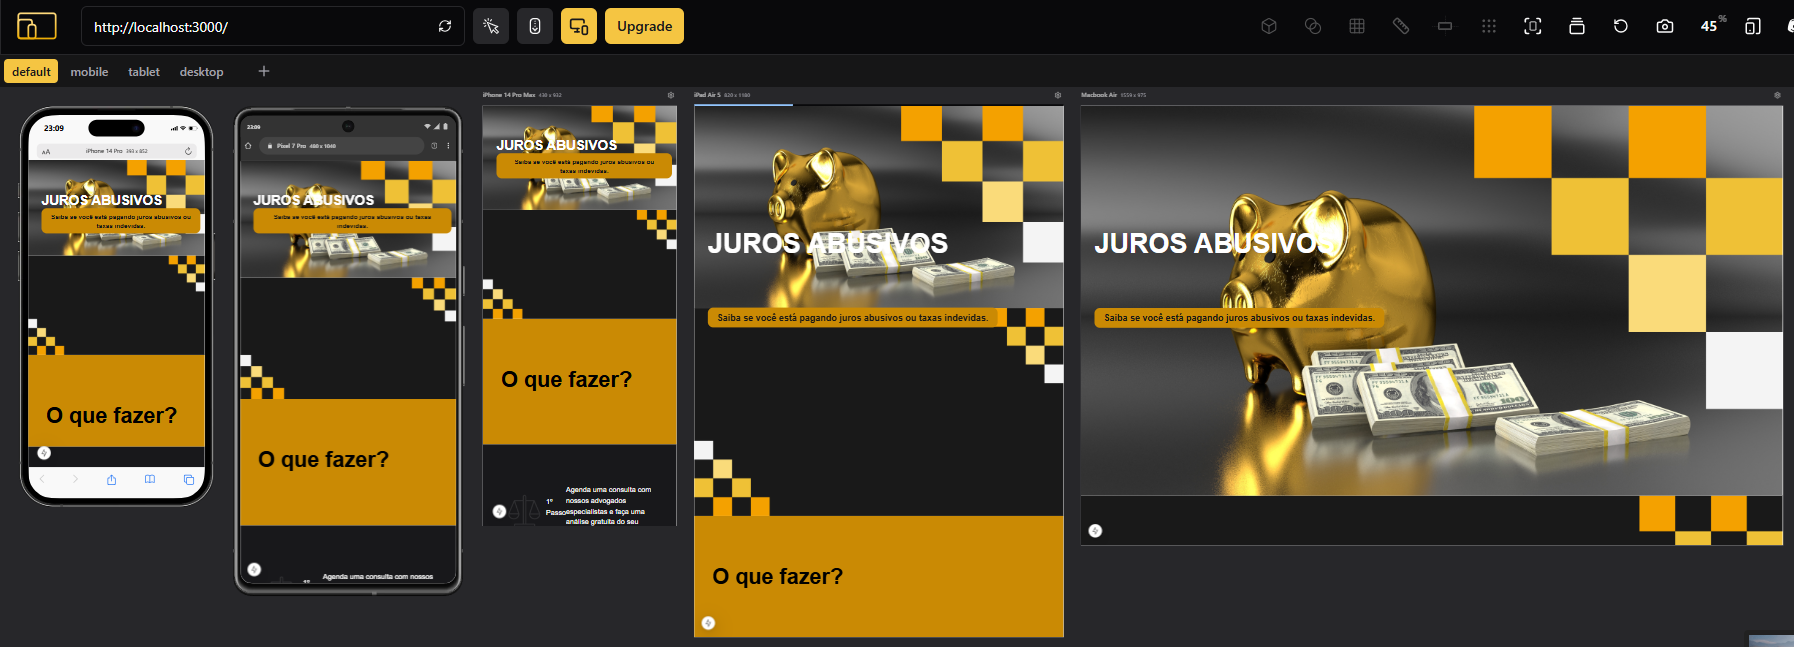 http://localhost:3000/
Upgrade
45%
default
mobile
tablet
desktop
23:09
AA
iPhone 14 Pro 393 x 852
JUROS ABUSIVOS
Saiba se você está pagando juros abusivos ou
taxas indevidas.
O que fazer?
23:09
Pixel 7 Pro 480 x 1040
JUROS ABUSIVOS
Saiba se você está pagando juros abusivos ou taxas
indevidas.
O que fazer?
Agenda uma consulta com nossos
iPhone 14 Pro Max 430 x 932
JUROS ABUSIVOS
Saiba se você está pagando juros abusivos ou
taxas indevidas.
O que fazer?
1º
Passo
Agenda uma consulta com
nossos advogados
especialistas e faça uma
análise gratuita do seu
iPad Air 5 820 x 1180
JUROS ABUSIVOS
Saiba se você está pagando juros abusivos ou taxas indevidas.
O que fazer?
Macbook Air 1559 x 975
JUROS ABUSIVOS
Saiba se você está pagando juros abusivos ou taxas indevidas.